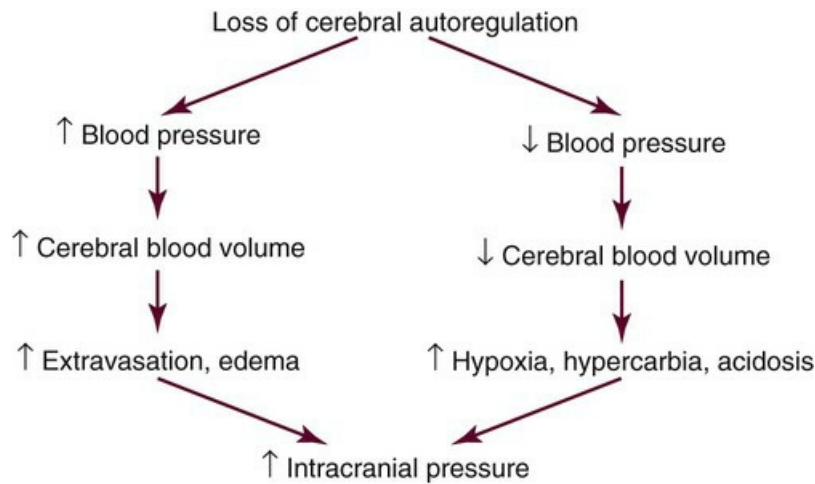 Loss of cerebral autoregulation
↑ Blood pressure
↓ Blood pressure
↑ Cerebral blood volume
↓ Cerebral blood volume
↑ Extravasation, edema
↑ Hypoxia, hypercarbia, acidosis
↑ Intracranial pressure